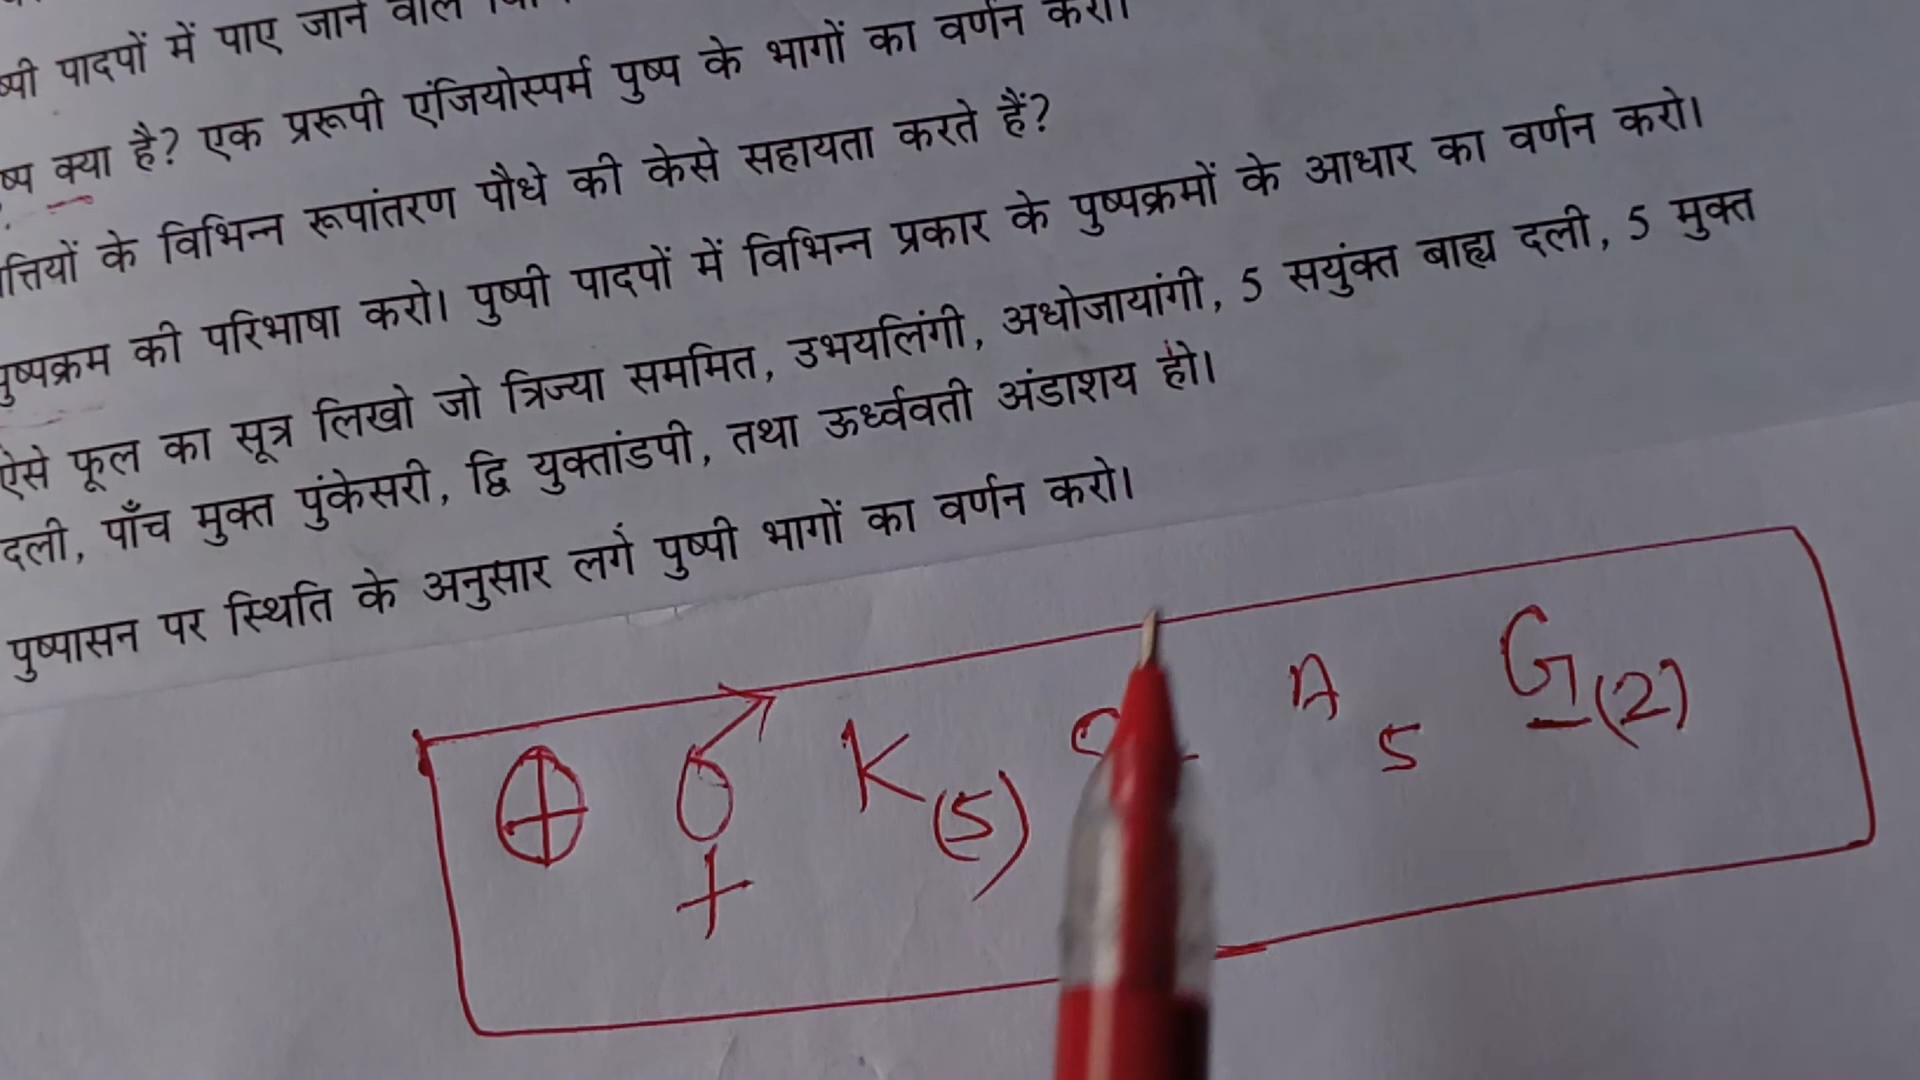 पादपों में पाए जाने वाले
क्या है? एक प्ररूपी एंजियोस्पर्म पुष्प के भागों का वर्णन करो।
के विभिन्न रूपांतरण पौधे की केसे सहायता करते हैं?
पुष्पक्रम की परिभाषा करो। पुष्पी पादपों में विभिन्न प्रकार के पुष्पक्रमों के आधार का वर्णन करो।
ऐसे फूल का सूत्र लिखो जो त्रिज्या सममित, उभयलिंगी, अधोजायांगी, 5 सयुंक्त बाह्य दली, 5 मुक्त
दली, पाँच मुक्त पुंकेसरी, द्वि युक्तांडपी, तथा ऊर्ध्ववती अंडाशय हो।
पुष्पासन पर स्थिति के अनुसार लगे पुष्पी भागों का वर्णन करो।
⊕ ⚥ K(5) A 5 G(2)